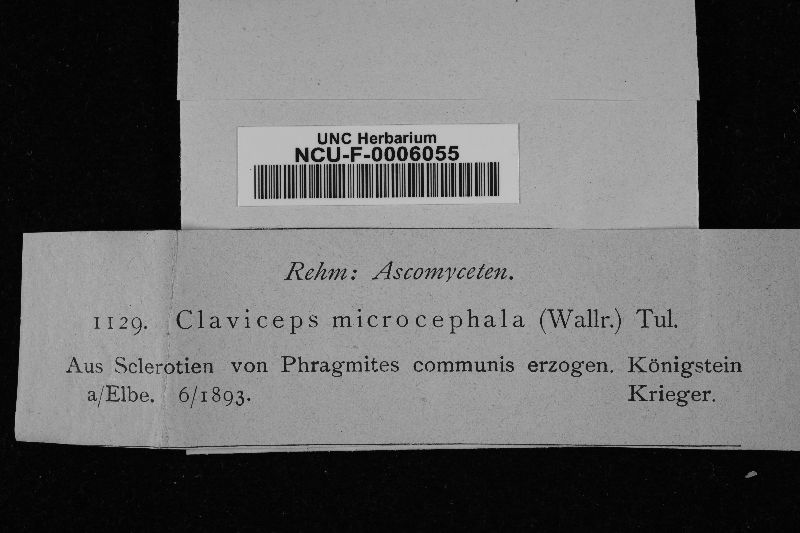 UNC Herbarium
NCU-F-0006055
Rehm: Ascomyceten.
1129. Claviceps microcephala (Wallr.) Tul.
Aus Sclerotien von Phragmites communis erzogen. Königstein
a/Elbe. 6/1893. Krieger.